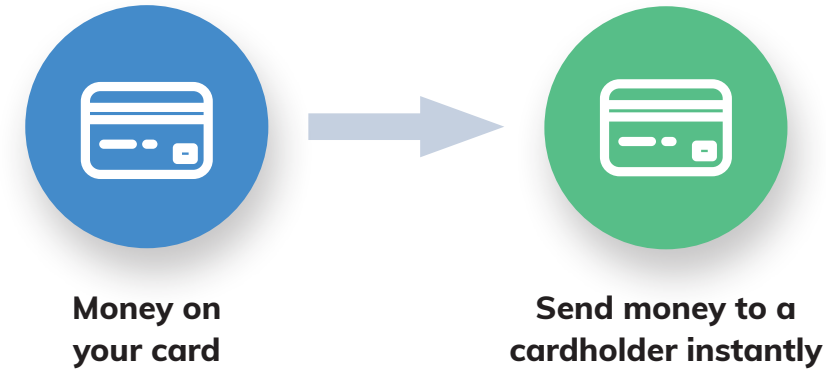 Money on
your card
Send money to a
cardholder instantly